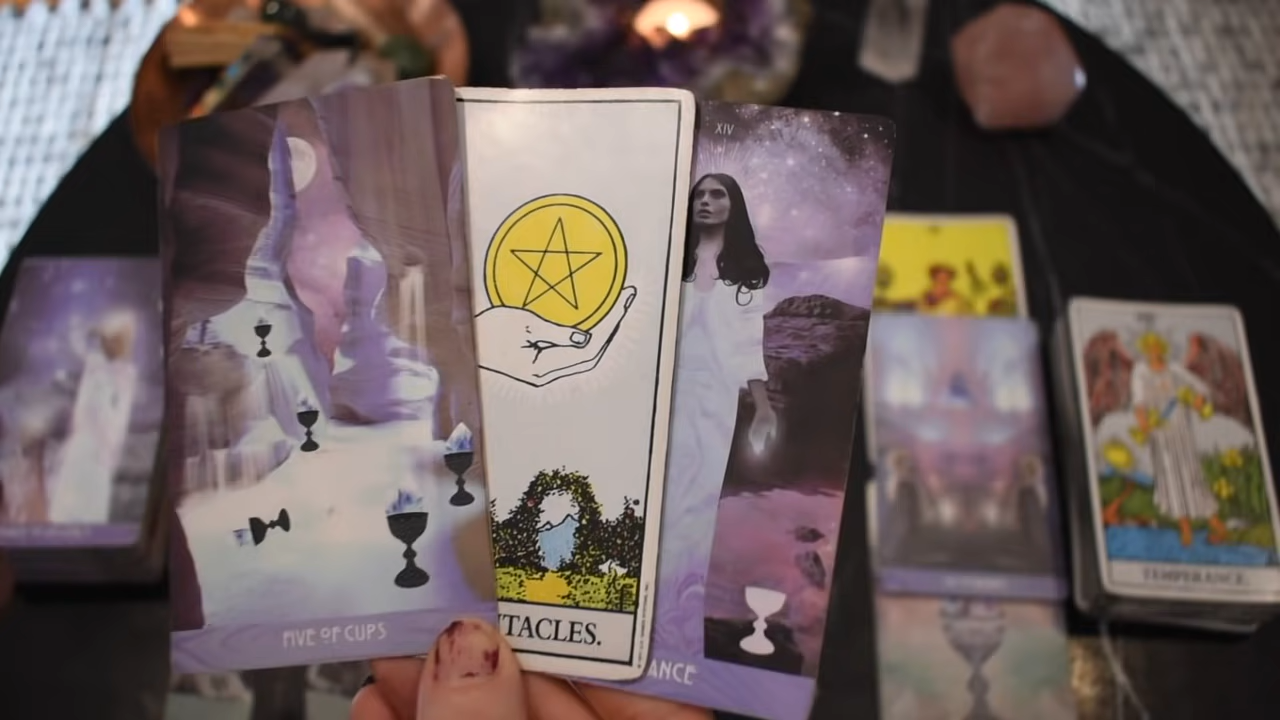 XIV
FIVE OF CUPS
TACLES.
ANCE
TEMPERANCE.